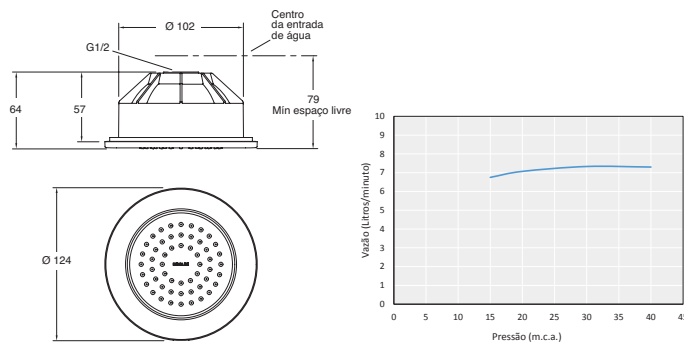 Ø 102
Centro
da entrada
de água
G1/2
64
57
79
Mín espaço livre
Ø 124
10
9
8
7
6
5
4
3
2
1
0
Vazão (Litros/minuto)
0 5 10 15 20 25 30 35 40 45
Pressão (m.c.a.)